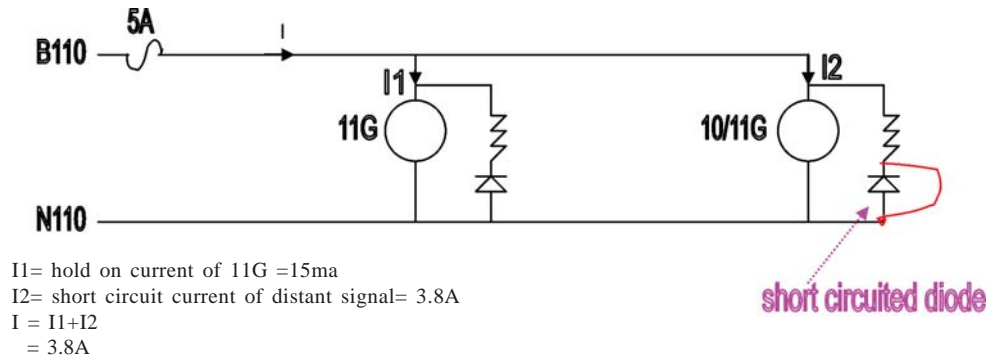 5A
B110
I
I1
I2
11G
10/11G
N110
short circuited diode
I1= hold on current of 11G =15ma
I2= short circuit current of distant signal= 3.8A
I = I1+I2
= 3.8A